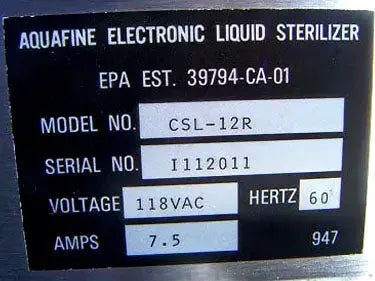 AQUAFINE ELECTRONIC LIQUID STERILIZER
EPA EST. 39794-CA-01
MODEL NO. CSL-12R
SERIAL NO. I112011
VOLTAGE 118VAC HERTZ 60
AMPS 7.5 947